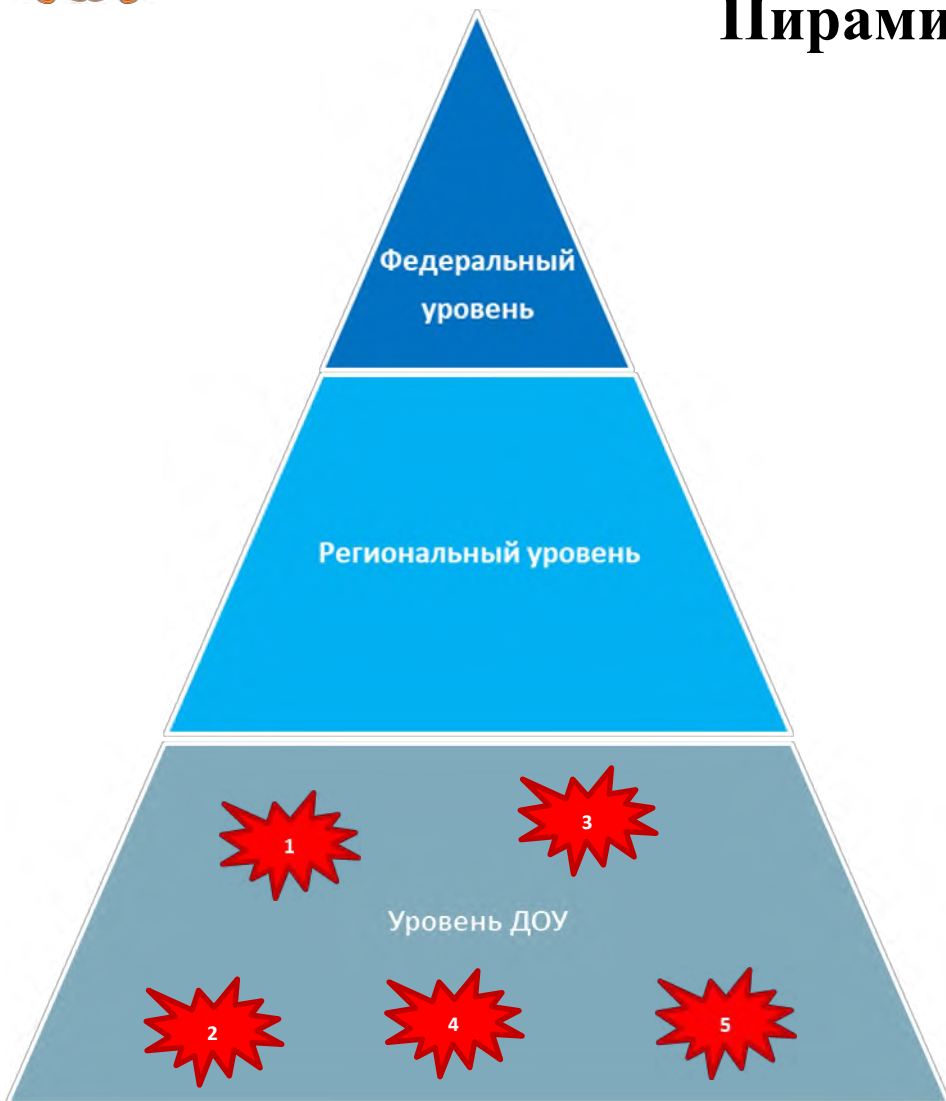 Пирами
Федеральный
уровень
Региональный уровень
1
3
Уровень ДОУ
2
4
5